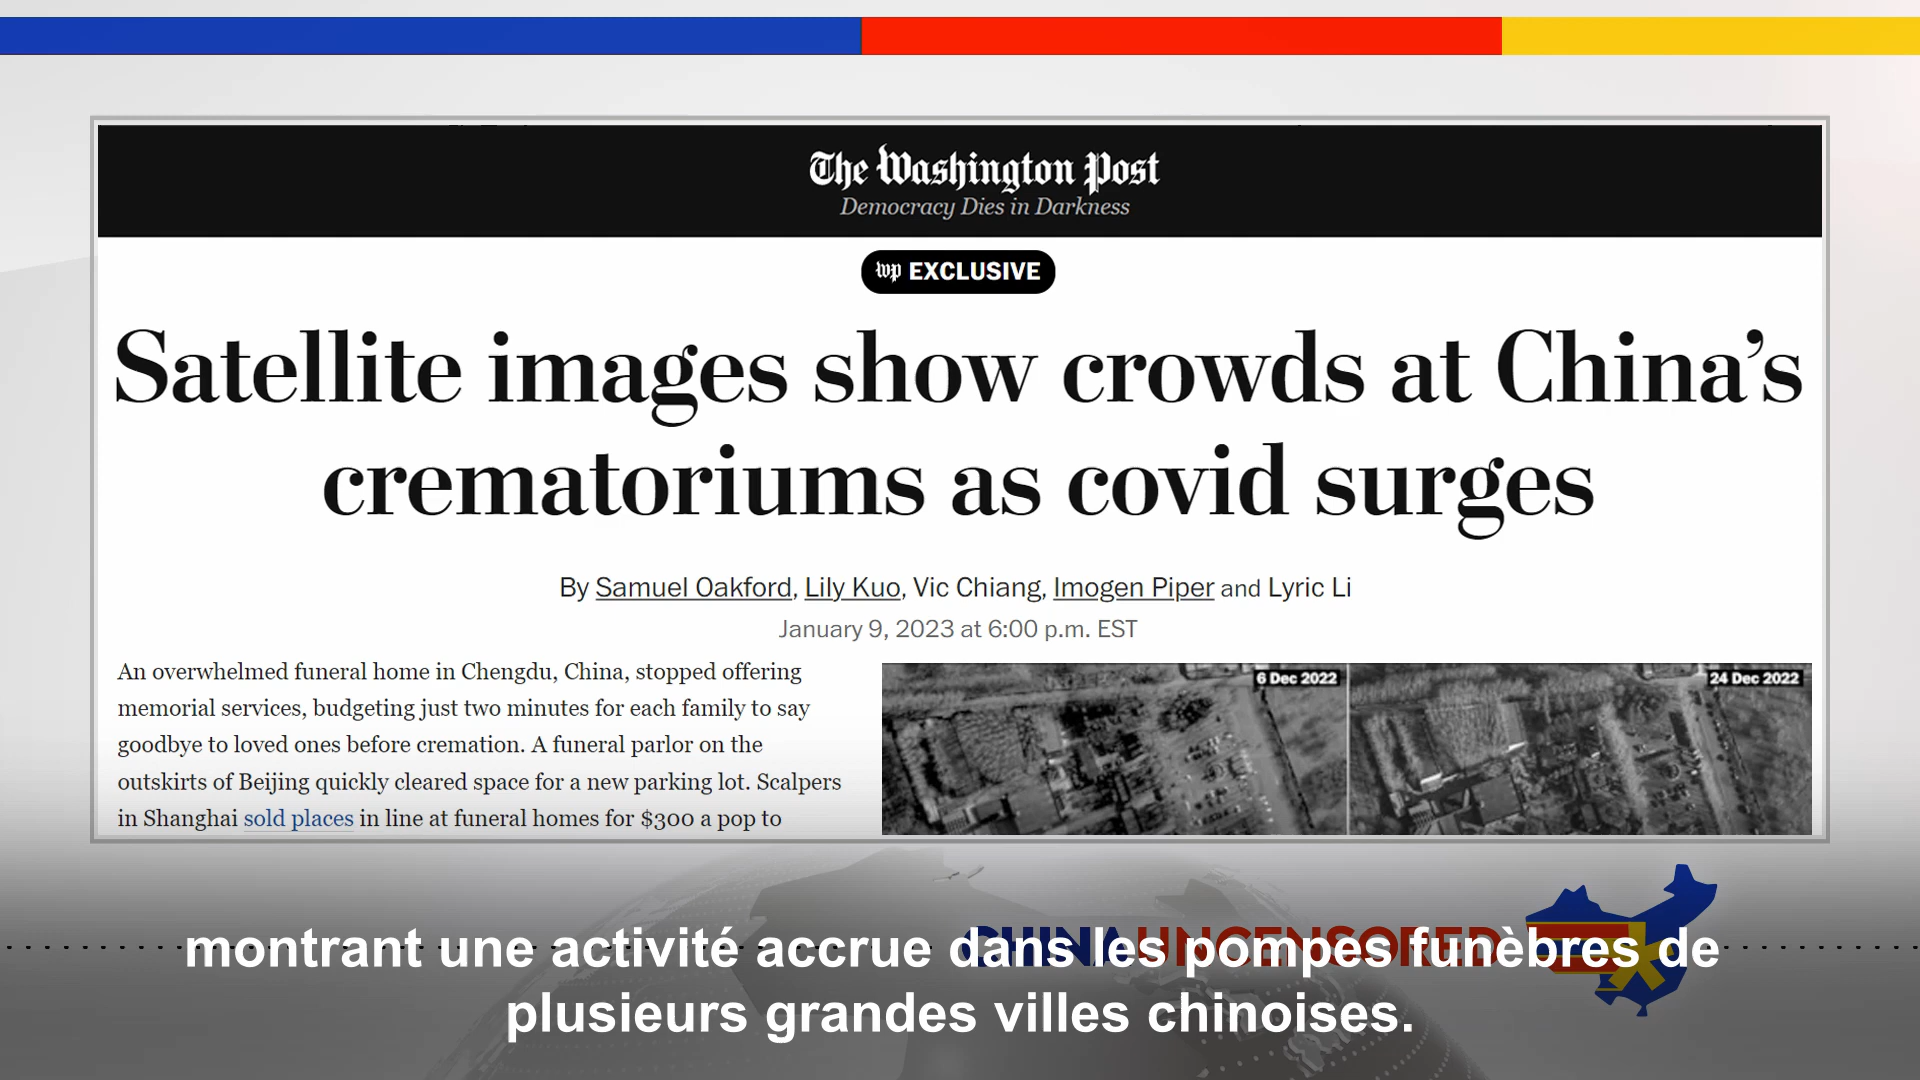 The Washington Post
Democracy Dies in Darkness
wp EXCLUSIVE
Satellite images show crowds at China's
crematoriums as covid surges
By Samuel Oakford, Lily Kuo, Vic Chiang, Imogen Piper and Lyric Li
January 9, 2023 at 6:00 p.m. EST
An overwhelmed funeral home in Chengdu, China, stopped offering
memorial services, budgeting just two minutes for each family to say
goodbye to loved ones before cremation. A funeral parlor on the
outskirts of Beijing quickly cleared space for a new parking lot. Scalpers
in Shanghai sold places in line at funeral homes for $300 a pop to
6 Dec 2022
24 Dec 2022
CHINA UNCENSORED
montrant une activité accrue dans les pompes funèbres de
plusieurs grandes villes chinoises.